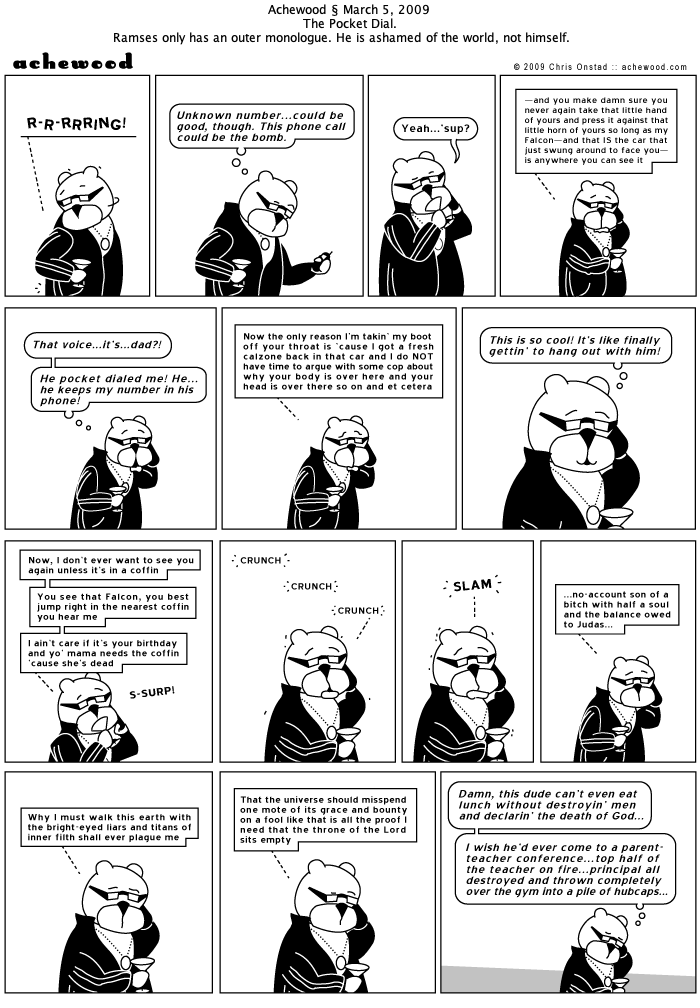 Achewood § March 5, 2009
The Pocket Dial.
Ramses only has an outer monologue. He is ashamed of the world, not himself.
achewood
© 2009 Chris Onstad :: achewood.com
R-R-RRRING!
Unknown number...could be
good, though. This phone call
could be the bomb.
Yeah...'sup?
—and you make damn sure you
never again take that little hand
of yours and press it against that
little horn of yours so long as my
Falcon—and that IS the car that
just swung around to face you—
is anywhere you can see it
That voice...it's...dad?!
He pocket dialed me! He...
he keeps my number in his
phone!
Now the only reason I'm takin' my boot
off your throat is 'cause I got a fresh
calzone back in that car and I do NOT
have time to argue with some cop about
why your body is over here and your
head is over there so on and et cetera
This is so cool! It's like finally
gettin' to hang out with him!
Now, I don't ever want to see you
again unless it's in a coffin
You see that Falcon, you best
jump right in the nearest coffin
you hear me
I ain't care if it's your birthday
and yo' mama needs the coffin
'cause she's dead
S-SURP!
CRUNCH
CRUNCH
CRUNCH
SLAM
...no-account son of a
bitch with half a soul
and the balance owed
to Judas...
Why I must walk this earth with
the bright-eyed liars and titans of
inner filth shall ever plague me
That the universe should misspend
one mote of its grace and bounty
on a fool like that is all the proof I
need that the throne of the Lord
sits empty
Damn, this dude can't even eat
lunch without destroyin' men
and declarin' the death of God...
I wish he'd ever come to a parent-
teacher conference...top half of
the teacher on fire...principal all
destroyed and thrown completely
over the gym into a pile of hubcaps...